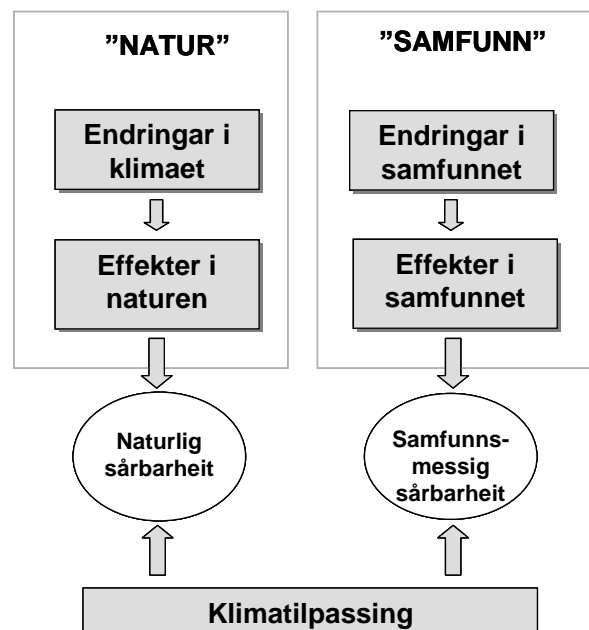 ”NATUR”
Endringar i
klimaet
Effekter i
naturen
Naturlig
sårbarheit
”SAMFUNN”
Endringar i
samfunnet
Effekter i
samfunnet
Samfunns-
messig
sårbarheit
Klimatilpassing